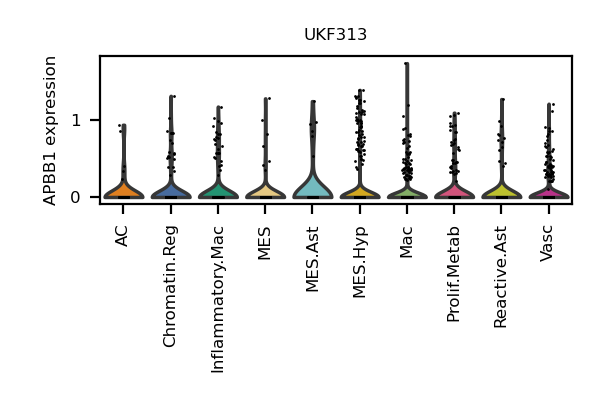 UKF313
APBB1 expression
1
0
AC
Chromatin.Reg
Inflammatory.Mac
MES
MES.Ast
MES.Hyp
Mac
Prolif.Metab
Reactive.Ast
Vasc